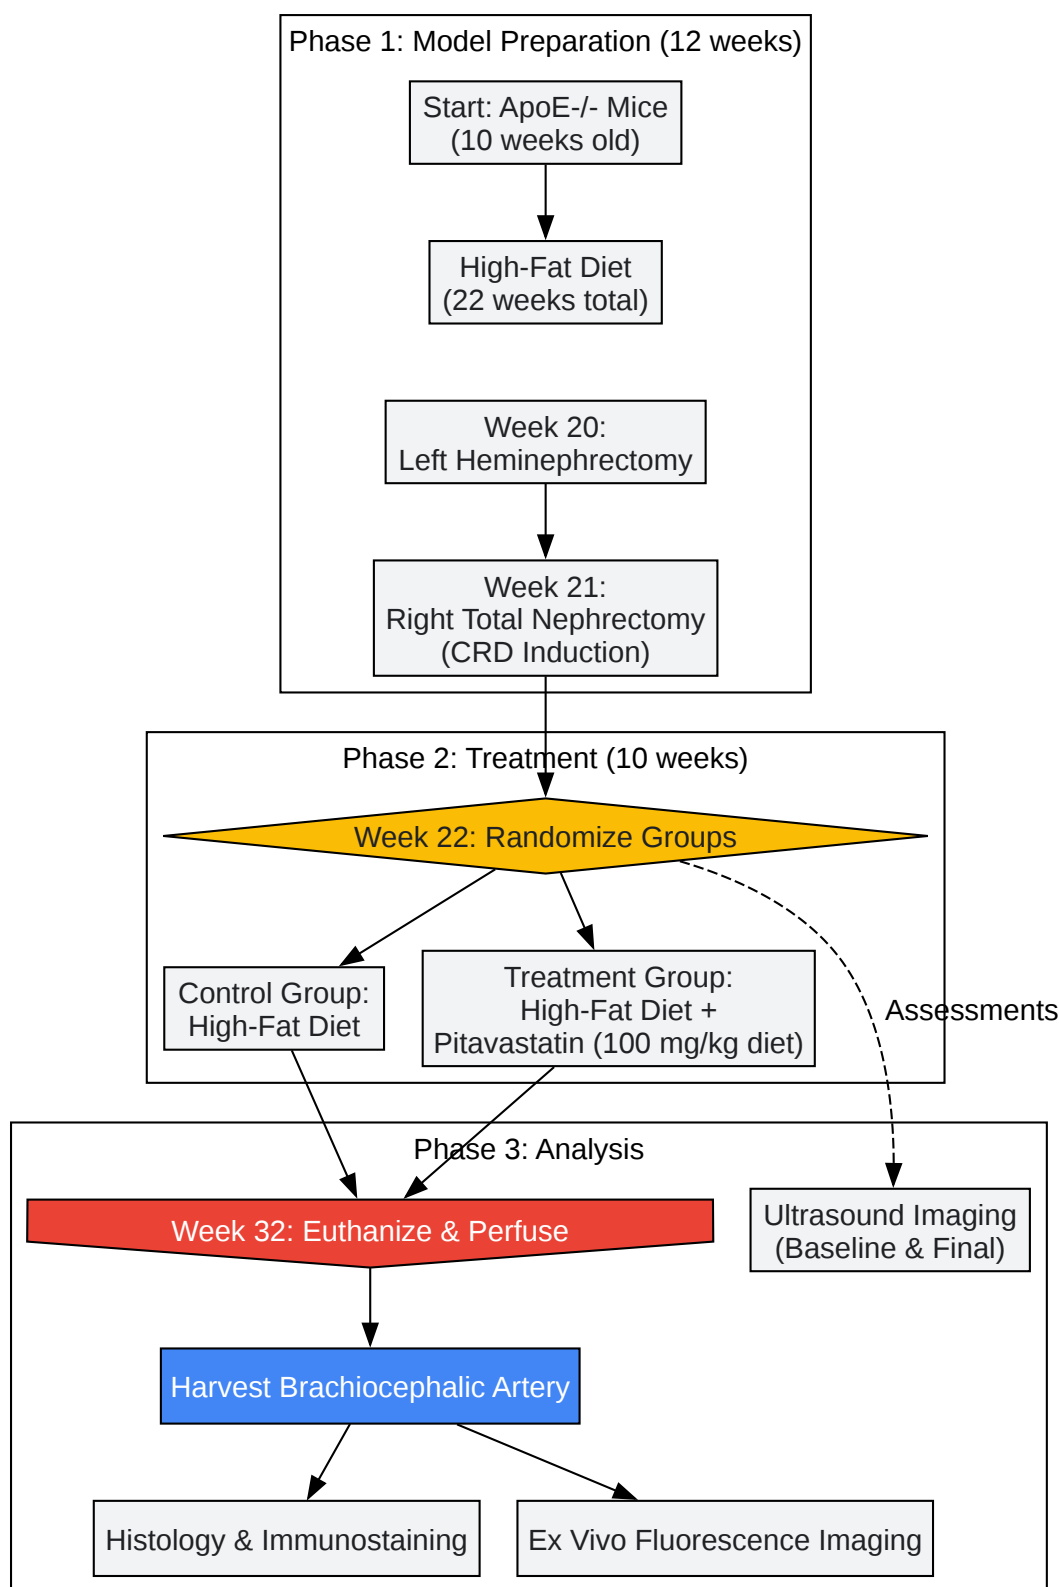 Phase 1: Model Preparation (12 weeks)
Start: ApoE-/- Mice
(10 weeks old)
High-Fat Diet
(22 weeks total)
Week 20:
Left Heminephrectomy
Week 21:
Right Total Nephrectomy
(CRD Induction)
Phase 2: Treatment (10 weeks)
Week 22: Randomize Groups
Control Group:
High-Fat Diet
Treatment Group:
High-Fat Diet +
Pitavastatin (100 mg/kg diet)
Assessments
Phase 3: Analysis
Week 32: Euthanize & Perfuse
Ultrasound Imaging
(Baseline & Final)
Harvest Brachiocephalic Artery
Histology & Immunostaining
Ex Vivo Fluorescence Imaging